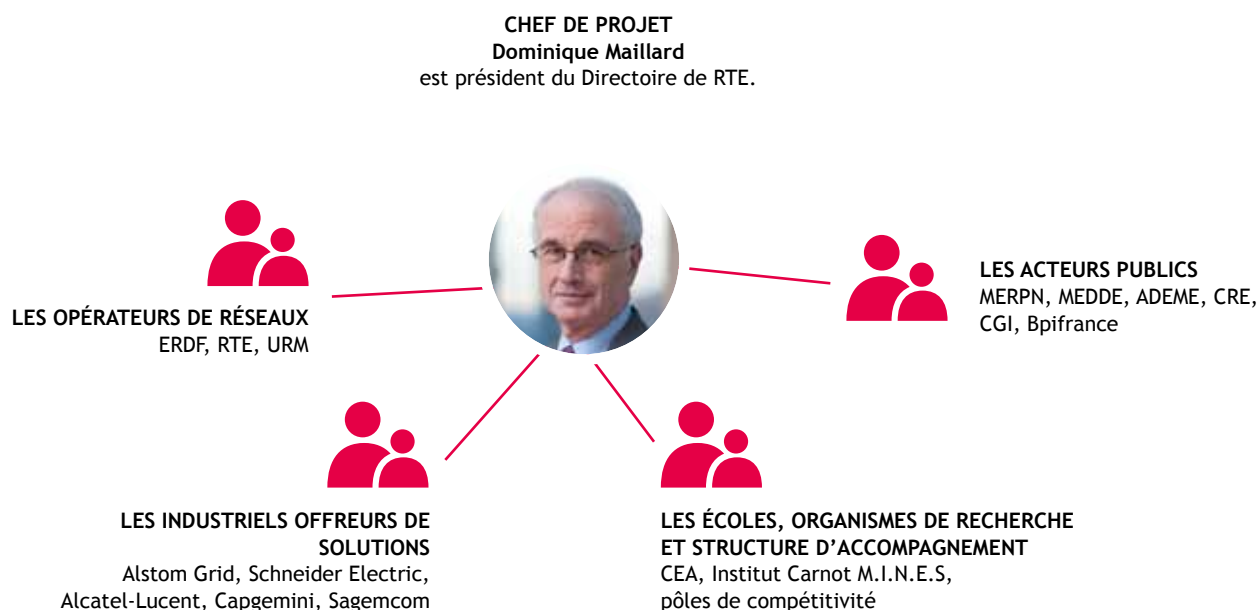 CHEF DE PROJET
Dominique Maillard
est président du Directoire de RTE.
LES OPÉRATEURS DE RÉSEAUX
ERDF, RTE, URM
LES ACTEURS PUBLICS
MERPN, MEDDE, ADEME, CRE,
CGI, Bpifrance
LES INDUSTRIELS OFFREURS DE
SOLUTIONS
Alstom Grid, Schneider Electric,
Alcatel-Lucent, Capgemini, Sagemcom
LES ÉCOLES, ORGANISMES DE RECHERCHE
ET STRUCTURE D’ACCOMPAGNEMENT
CEA, Institut Carnot M.I.N.E.S,
pôles de compétitivité